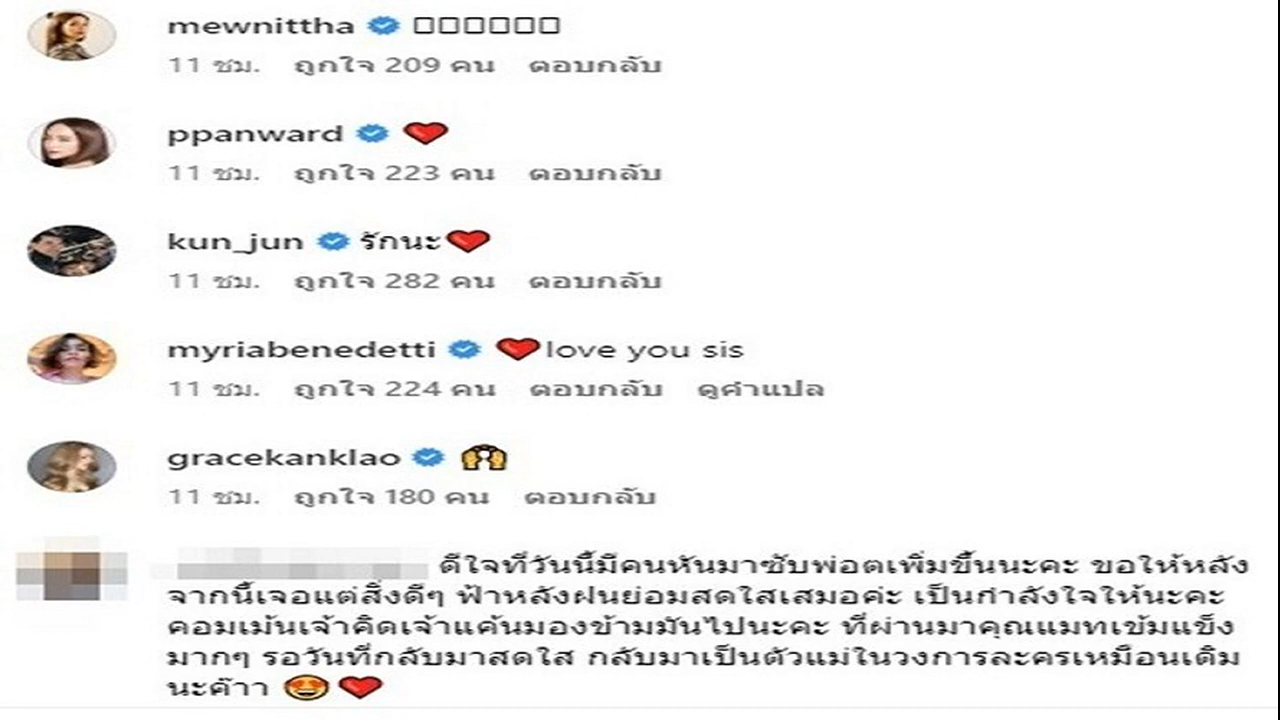 mewnittha
11 ชม. ถูกใจ 209 คน ตอบกลับ
ppanward ❤️
11 ชม. ถูกใจ 223 คน ตอบกลับ
kun_jun รักนะ❤️
11 ชม. ถูกใจ 282 คน ตอบกลับ
myriabenedetti ❤️love you sis
11 ชม. ถูกใจ 224 คน ตอบกลับ ดูคำแปล
gracekanklao 🙌
11 ชม. ถูกใจ 180 คน ตอบกลับ
ดีใจที่วันนี้มีคนหันมาซับพ่อตเพิ่มขึ้นนะคะ ขอให้หลัง
จากนี้เจอแต่สิ่งดีๆ ฟ้าหลังฝนย่อมสดใสเสมอค่ะ เป็นกำลังใจให้นะคะ
คอมเม้นเจ้าคิดเจ้าแค้นมองข้ามมันไปนะคะ ที่ผ่านมาคุณแมทเข้มแข็ง
มากๆ รอวันที่กลับมาสดใส กลับมาเป็นตัวแม่ในวงการละครเหมือนเดิม
นะค้าา 😍❤️